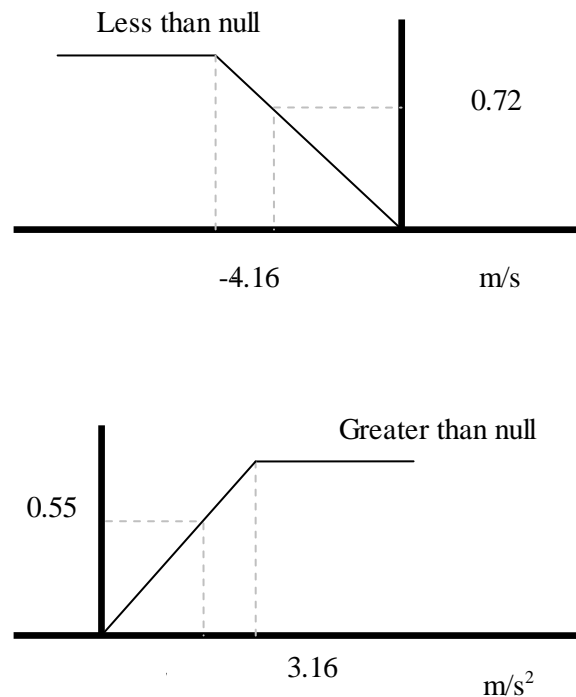 Less than null
0.72
-4.16 m/s
Greater than null
0.55
3.16
m/s²